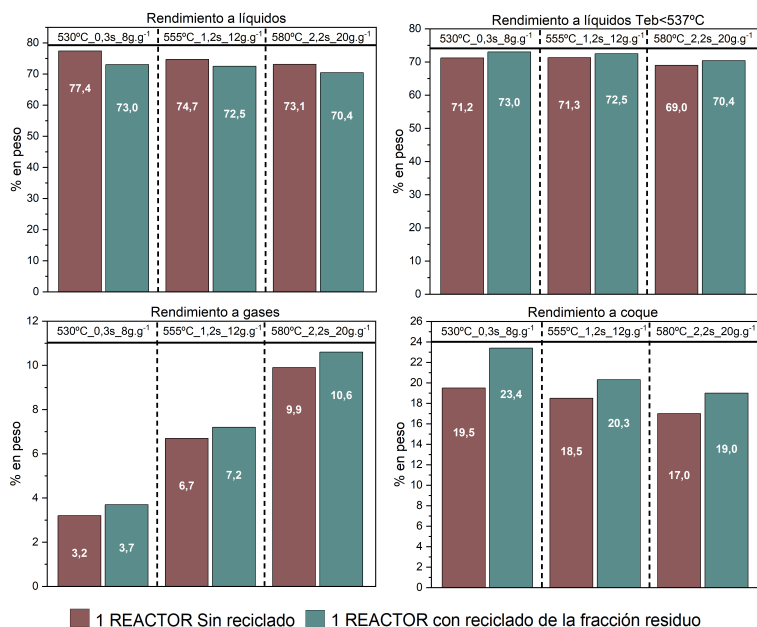 Rendimiento a líquidos
530ºC_0,3s_8g.g⁻¹ 555ºC_1,2s_12g.g⁻¹ 580ºC_2,2s_20g.g⁻¹
80
70
60
50
40
30
20
10
0
% en peso
77,4 73,0 74,7 72,5 73,1 70,4
Rendimiento a líquidos Teb<537ºC
530ºC_0,3s_8g.g⁻¹ 555ºC_1,2s_12g.g⁻¹ 580ºC_2,2s_20g.g⁻¹
80
70
60
50
40
30
20
10
0
% en peso
71,2 73,0 71,3 72,5 69,0 70,4
Rendimiento a gases
530ºC_0,3s_8g.g⁻¹ 555ºC_1,2s_12g.g⁻¹ 580ºC_2,2s_20g.g⁻¹
12
10
8
6
4
2
0
% en peso
3,2 3,7 6,7 7,2 9,9 10,6
Rendimiento a coque
530ºC_0,3s_8g.g⁻¹ 555ºC_1,2s_12g.g⁻¹ 580ºC_2,2s_20g.g⁻¹
26
24
22
20
18
16
14
12
10
8
6
4
2
0
% en peso
19,5 23,4 18,5 20,3 17,0 19,0
1 REACTOR Sin reciclado 1 REACTOR con reciclado de la fracción residuo